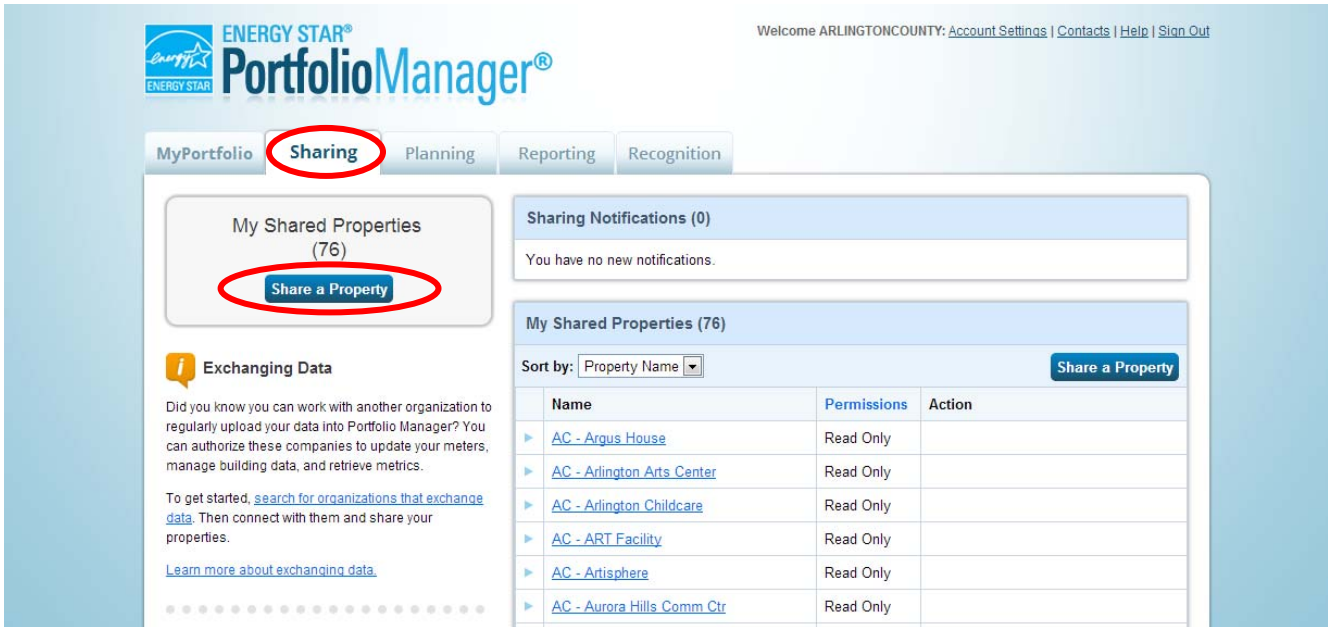 ENERGY STAR®
PortfolioManager®
energy
ENERGY STAR
Welcome ARLINGTONCOUNTY: Account Settings | Contacts | Help | Sign Out
MyPortfolio Sharing Planning Reporting Recognition
My Shared Properties
(76)
Share a Property
i Exchanging Data
Did you know you can work with another organization to
regularly upload your data into Portfolio Manager? You
can authorize these companies to update your meters,
manage building data, and retrieve metrics.
To get started, search for organizations that exchange
data. Then connect with them and share your
properties.
Learn more about exchanging data.
Sharing Notifications (0)
You have no new notifications.
My Shared Properties (76)
Sort by: Property Name Share a Property
Name Permissions Action
AC - Argus House Read Only
AC - Arlington Arts Center Read Only
AC - Arlington Childcare Read Only
AC - ART Facility Read Only
AC - Artisphere Read Only
AC - Aurora Hills Comm Ctr Read Only